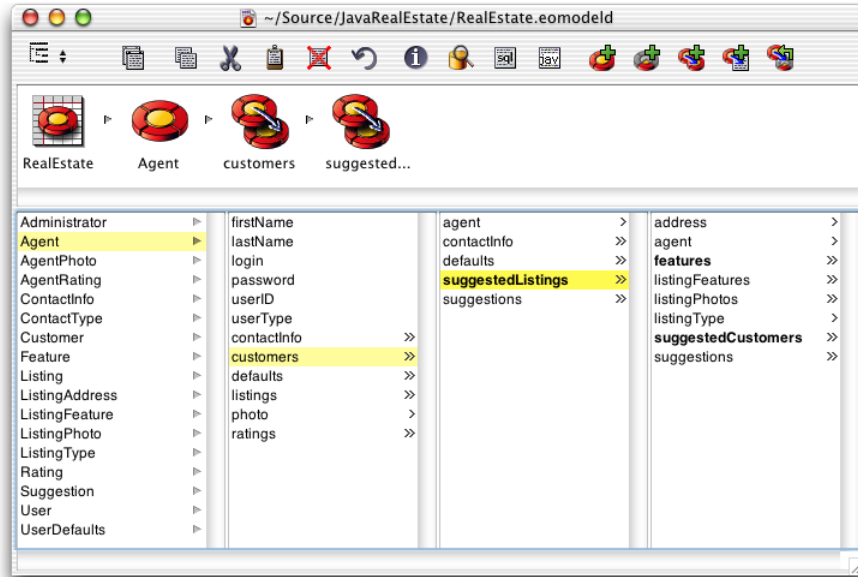 ~/Source/JavaRealEstate/RealEstate.eomodeld
sql
jav
RealEstate
Agent
customers
suggested...
Administrator
Agent
AgentPhoto
AgentRating
ContactInfo
ContactType
Customer
Feature
Listing
ListingAddress
ListingFeature
ListingPhoto
ListingType
Rating
Suggestion
User
UserDefaults
firstName
lastName
login
password
userID
userType
contactInfo
customers
defaults
listings
photo
ratings
agent
contactInfo
defaults
suggestedListings
suggestions
address
agent
features
listingFeatures
listingPhotos
listingType
suggestedCustomers
suggestions